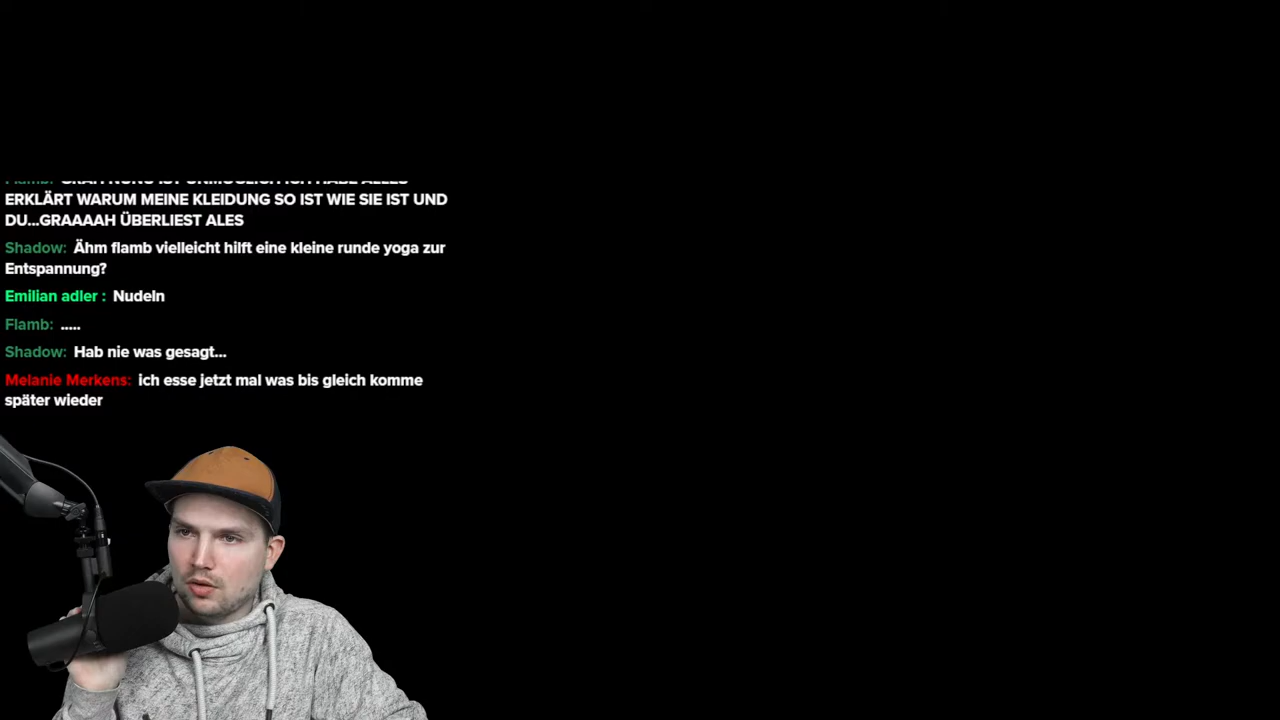 ERKLÄRT WARUM MEINE KLEIDUNG SO IST WIE SIE IST UND
DU...GRAAAAH ÜBERLIEST ALES
Shadow: Ähm flamb vielleicht hilft eine kleine runde yoga zur
Entspannung?
Emilian adler : Nudeln
Flamb: .....
Shadow: Hab nie was gesagt...
Melanie Merkens: ich esse jetzt mal was bis gleich komme
später wieder